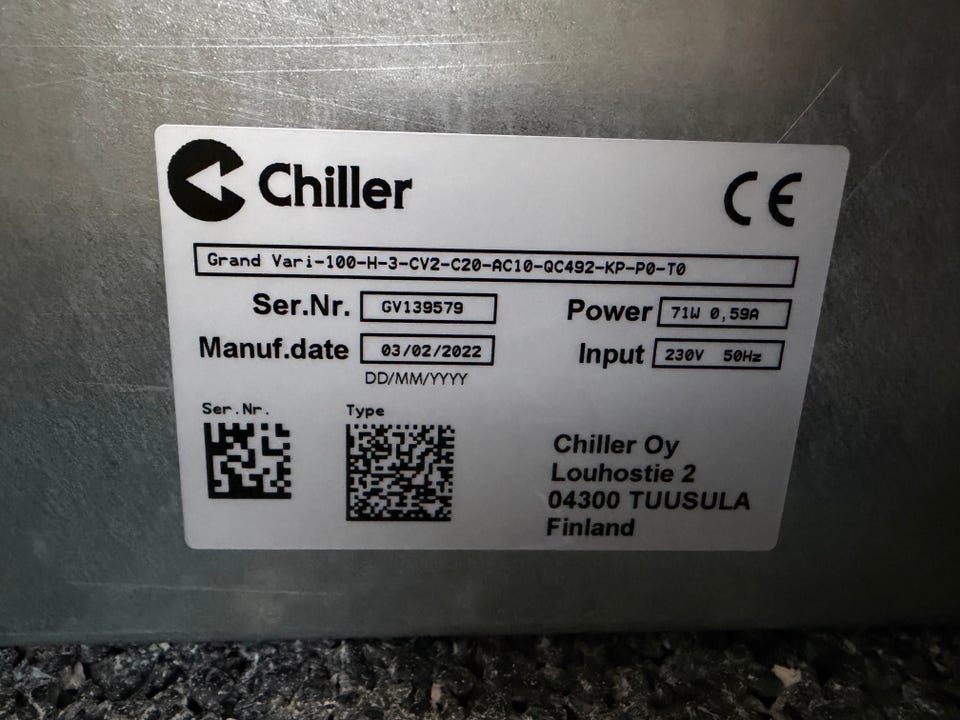 Chiller CE
Grand Vari-100-H-3-CV2-C20-AC10-QC492-KP-P0-T0
Ser.Nr. GV139579 Power 71W 0,59A
Manuf.date 03/02/2022 Input 230V 50Hz
DD/MM/YYYY
Ser.Nr. Type
Chiller Oy
Louhostie 2
04300 TUUSULA
Finland